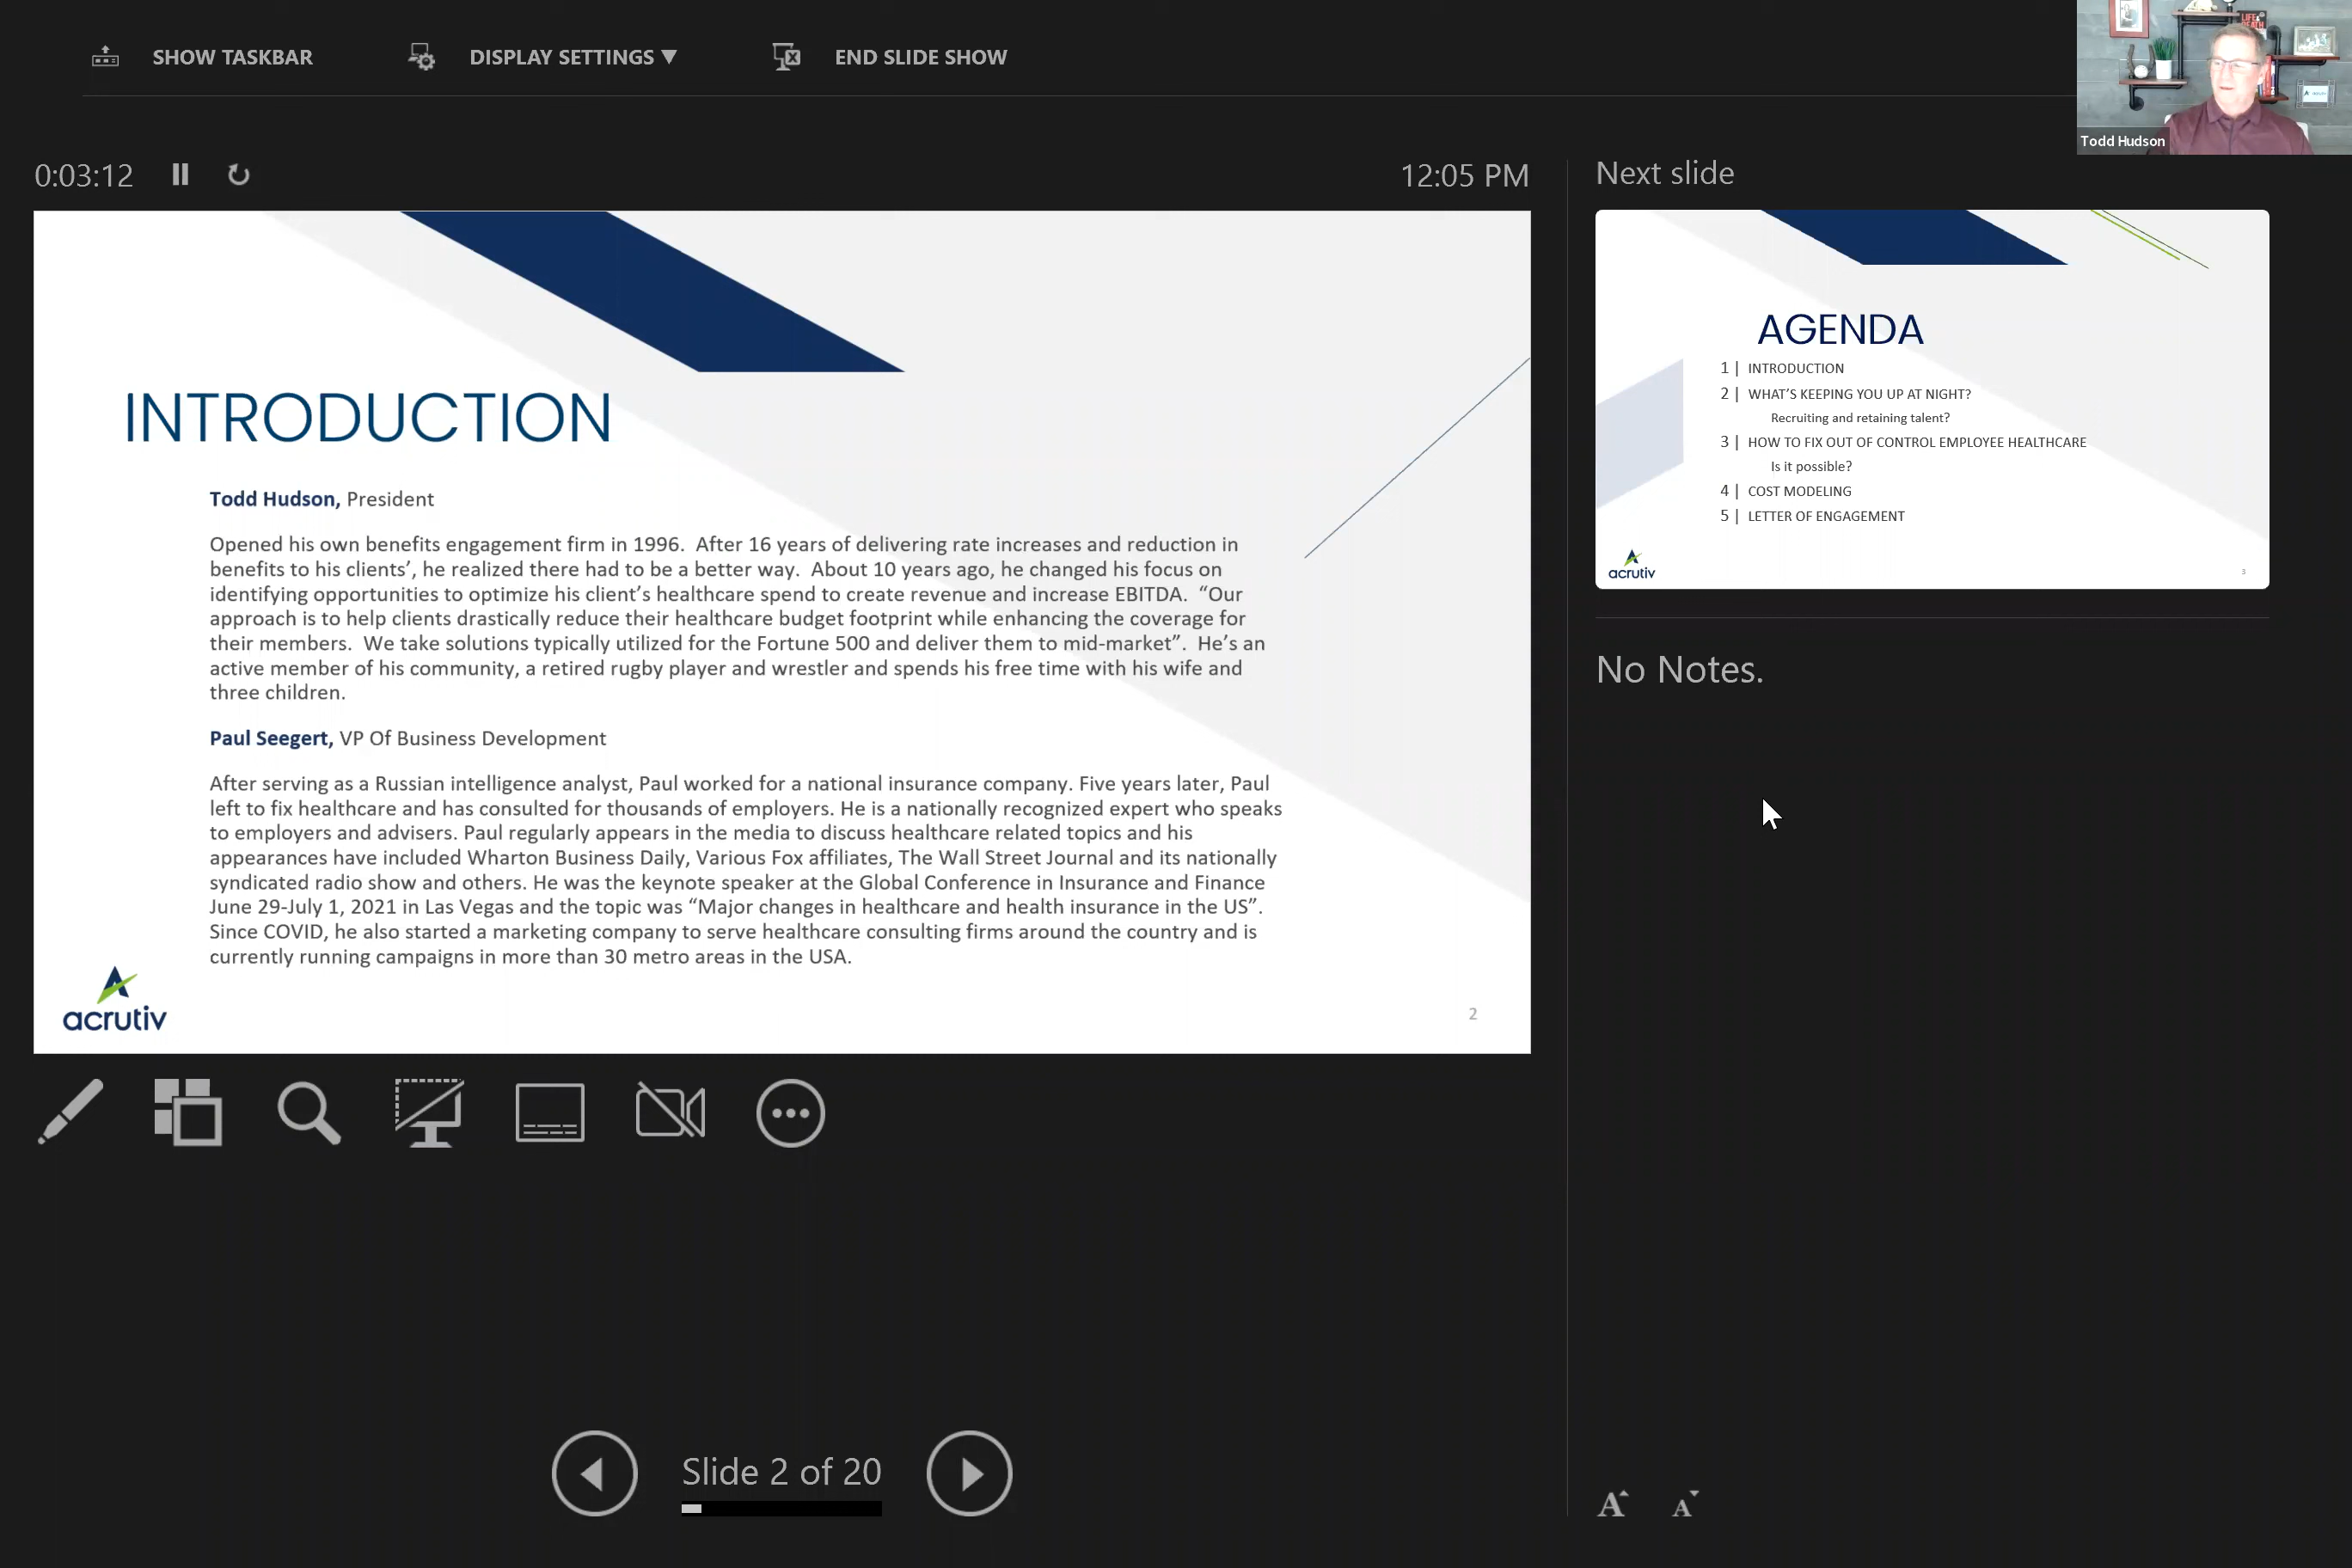 SHOW TASKBAR
DISPLAY SETTINGS ▼
END SLIDE SHOW
Todd Hudson
0:03:12
12:05 PM
INTRODUCTION
Todd Hudson, President
Opened his own benefits engagement firm in 1996.  After 16 years of delivering rate increases and reduction in
benefits to his clients’, he realized there had to be a better way.  About 10 years ago, he changed his focus on
identifying opportunities to optimize his client’s healthcare spend to create revenue and increase EBITDA.  “Our
approach is to help clients drastically reduce their healthcare budget footprint while enhancing the coverage for
their members.  We take solutions typically utilized for the Fortune 500 and deliver them to mid-market”.  He’s an
active member of his community, a retired rugby player and wrestler and spends his free time with his wife and
three children.
Paul Seegert, VP Of Business Development
After serving as a Russian intelligence analyst, Paul worked for a national insurance company. Five years later, Paul
left to fix healthcare and has consulted for thousands of employers. He is a nationally recognized expert who speaks
to employers and advisers. Paul regularly appears in the media to discuss healthcare related topics and his
appearances have included Wharton Business Daily, Various Fox affiliates, The Wall Street Journal and its nationally
syndicated radio show and others. He was the keynote speaker at the Global Conference in Insurance and Finance
June 29-July 1, 2021 in Las Vegas and the topic was “Major changes in healthcare and health insurance in the US”.
Since COVID, he also started a marketing company to serve healthcare consulting firms around the country and is
currently running campaigns in more than 30 metro areas in the USA.
acrutiv
2
Next slide
AGENDA
1 | INTRODUCTION
2 | WHAT’S KEEPING YOU UP AT NIGHT?
Recruiting and retaining talent?
3 | HOW TO FIX OUT OF CONTROL EMPLOYEE HEALTHCARE
Is it possible?
4 | COST MODELING
5 | LETTER OF ENGAGEMENT
acrutiv
3
No Notes.
Slide 2 of 20
A A